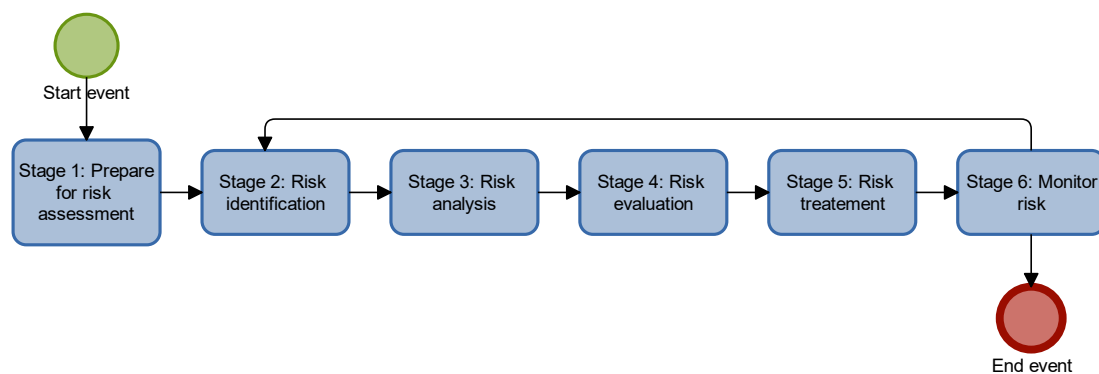 Start event
Stage 1: Prepare
for risk
assessment
Stage 2: Risk
identification
Stage 3: Risk
analysis
Stage 4: Risk
evaluation
Stage 5: Risk
treatement
Stage 6: Monitor
risk
End event